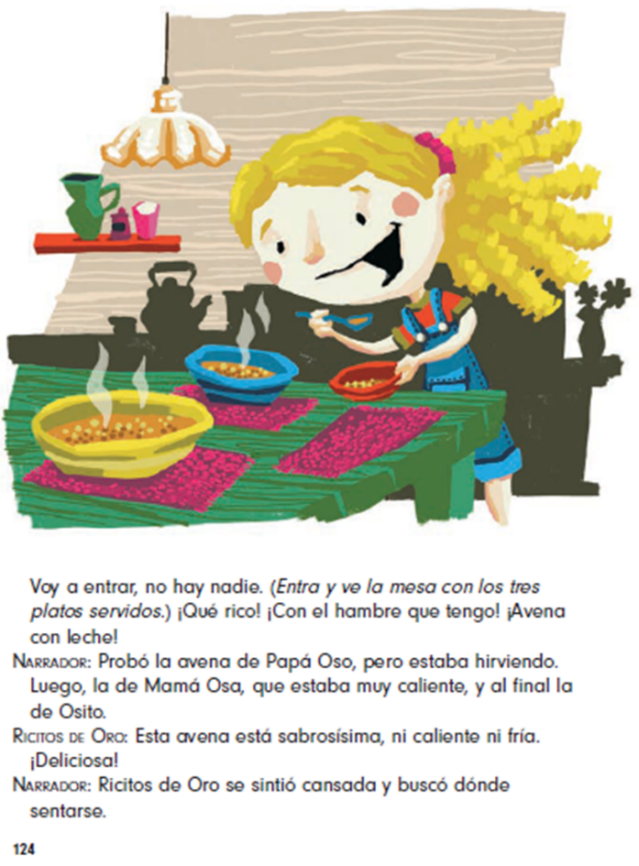 Voy a entrar, no hay nadie. (Entra y ve la mesa con los tres
platos servidos.) ¡Qué rico! ¡Con el hambre que tengo! ¡Avena
con leche!
NARRADOR: Probó la avena de Papá Oso, pero estaba hirviendo.
Luego, la de Mamá Osa, que estaba muy caliente, y al final la
de Osito.
RICITOS DE ORO: Esta avena está sabrosísima, ni caliente ni fría.
¡Deliciosa!
NARRADOR: Ricitos de Oro se sintió cansada y buscó dónde
sentarse.
124